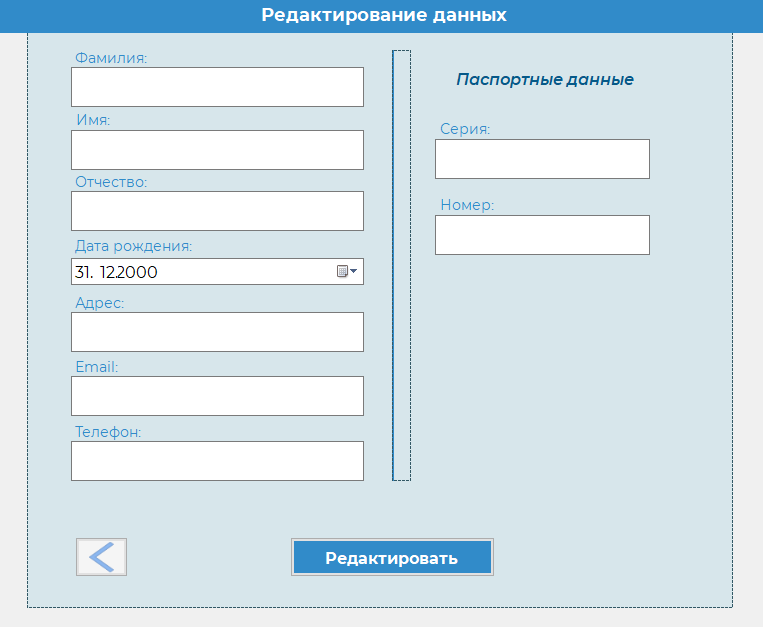 Редактирование данных
Фамилия:
Имя:
Отчество:
Дата рождения:
31. 12.2000
Адрес:
Email:
Телефон:
Паспортные данные
Серия:
Номер:
Редактировать